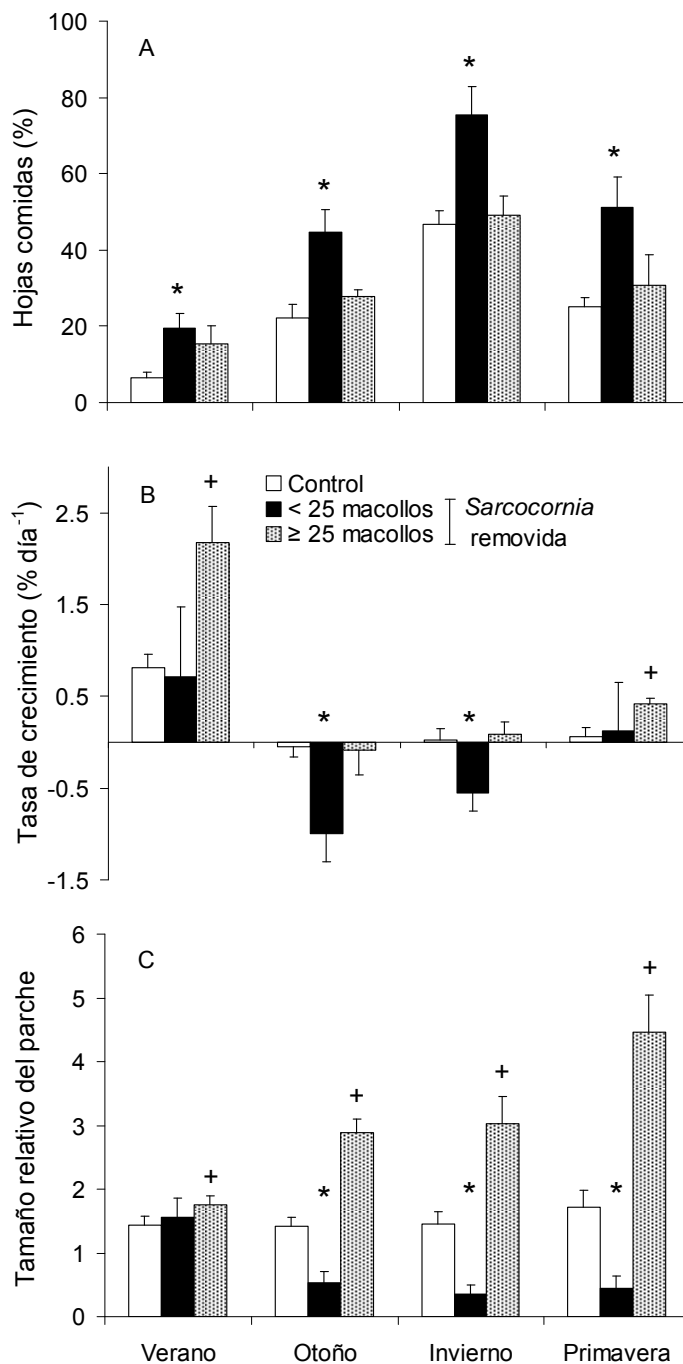 100
80
60
40
20
0
Hojas comidas (%)
A
*
*
*
*
2.5
1.5
0.5
-0.5
-1.5
Tasa de crecimiento (% día⁻¹)
B
+
Control
< 25 macollos
≥ 25 macollos
Sarcocornia
removida
*
*
+
6
5
4
3
2
1
0
Tamaño relativo del parche
C
+
*
+
*
+
*
+
Verano Otoño Invierno Primavera